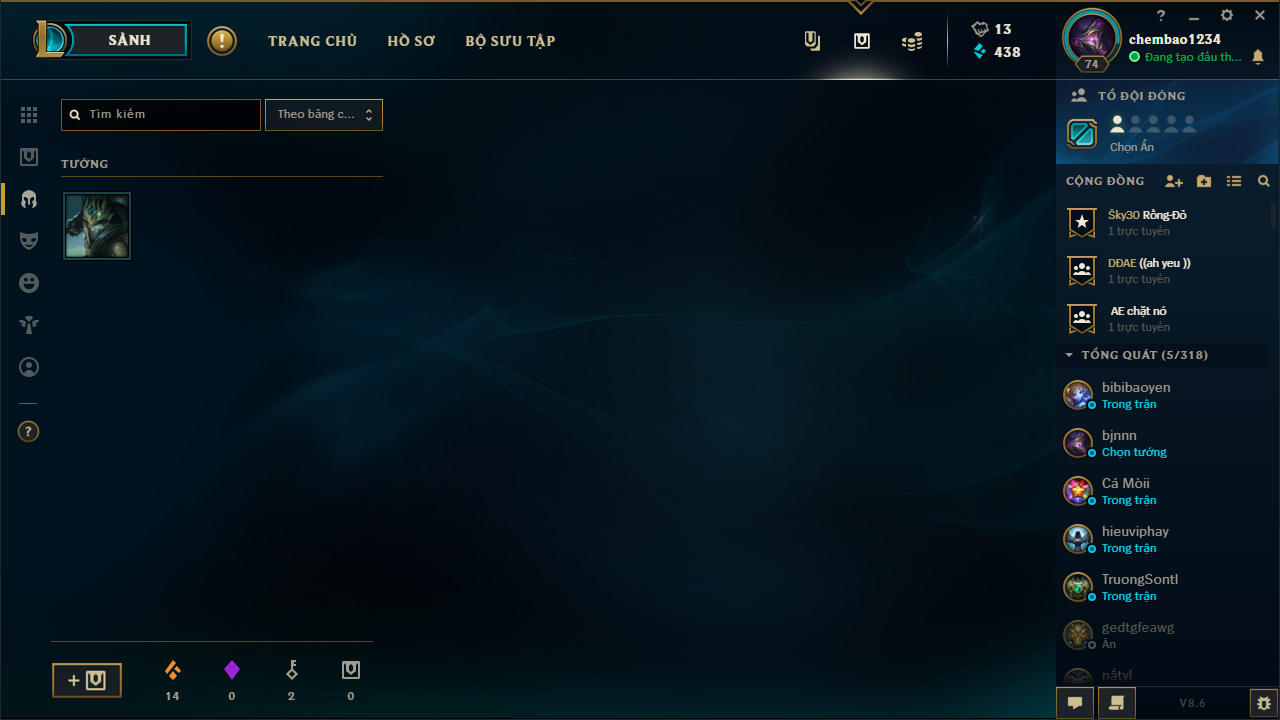 SẢNH
TRANG CHỦ
HỒ SƠ
BỘ SƯU TẬP
13
438
74
chembao1234
Đang tạo đấu th...
Tìm kiếm
Theo bảng c...
TƯỚNG
14
0
2
0
TỔ ĐỘI ĐÓNG
Chọn Ẩn
CỘNG ĐỒNG
Šky30 Rồng-Đỏ
1 trực tuyến
DĐAE ((ah yeu ))
1 trực tuyến
AE chặt nó
1 trực tuyến
TỔNG QUÁT (5/318)
bibibaoyen
Trong trận
bjnnn
Chọn tướng
Cá Mòii
Trong trận
hieuviphay
Trong trận
TruongSontl
Trong trận
gedtgfeawg
Ẩn
nắtyl
V8.6